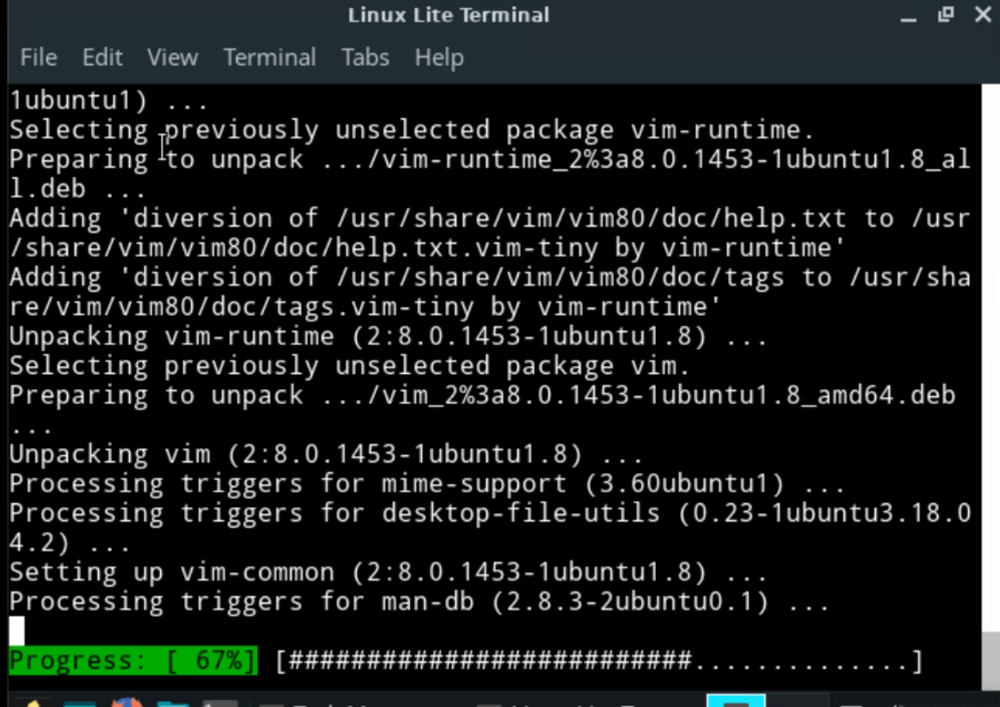 Linux Lite Terminal
File Edit View Terminal Tabs Help
1ubuntu1) ...
Selecting previously unselected package vim-runtime.
Preparing to unpack .../vim-runtime_2%3a8.0.1453-1ubuntu1.8_al
l.deb ...
Adding 'diversion of /usr/share/vim/vim80/doc/help.txt to /usr
/share/vim/vim80/doc/help.txt.vim-tiny by vim-runtime'
Adding 'diversion of /usr/share/vim/vim80/doc/tags to /usr/sha
re/vim/vim80/doc/tags.vim-tiny by vim-runtime'
Unpacking vim-runtime (2:8.0.1453-1ubuntu1.8) ...
Selecting previously unselected package vim.
Preparing to unpack .../vim_2%3a8.0.1453-1ubuntu1.8_amd64.deb
...
Unpacking vim (2:8.0.1453-1ubuntu1.8) ...
Processing triggers for mime-support (3.60ubuntu1) ...
Processing triggers for desktop-file-utils (0.23-1ubuntu3.18.0
4.2) ...
Setting up vim-common (2:8.0.1453-1ubuntu1.8) ...
Processing triggers for man-db (2.8.3-2ubuntu0.1) ...
Progress: [ 67%] [##########################..............]